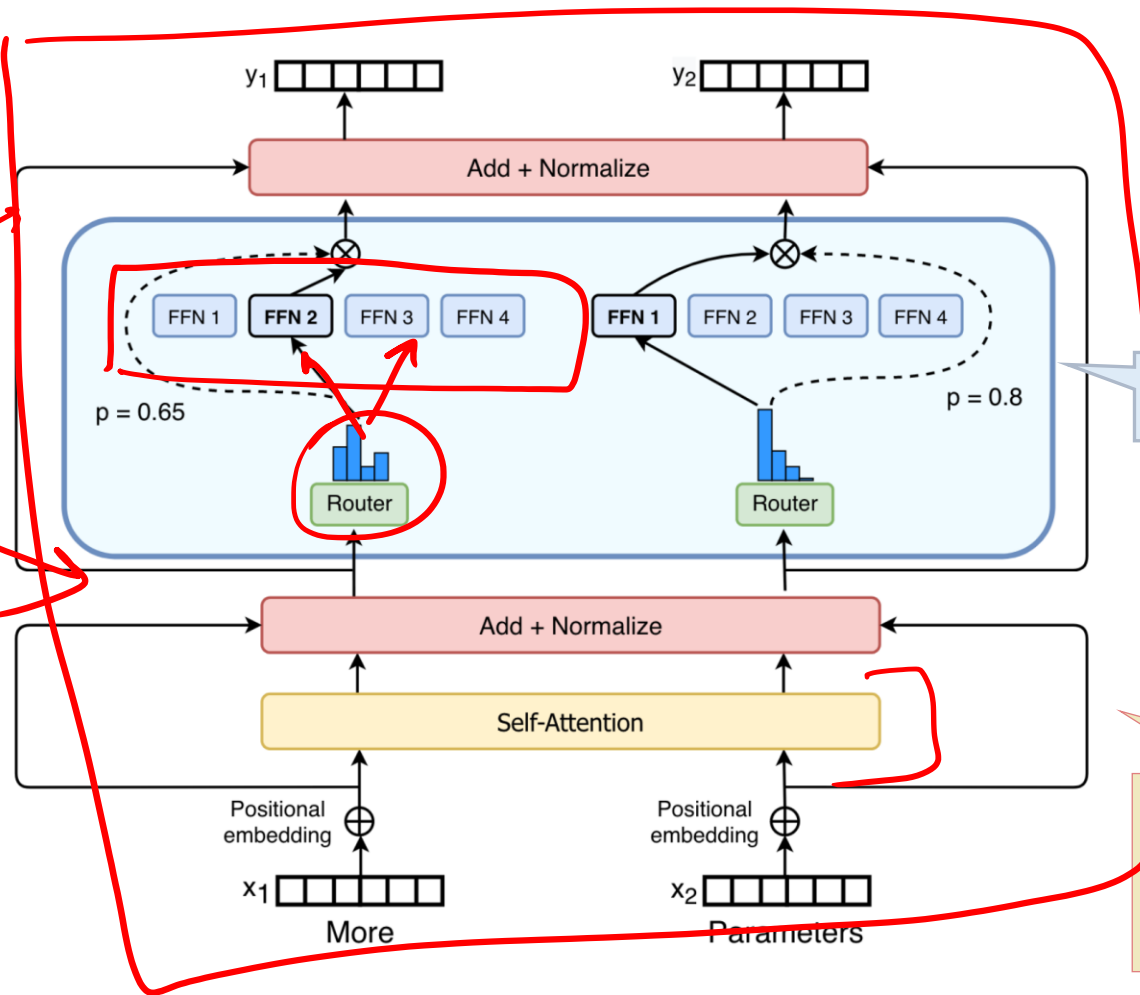 y1
y2
Add + Normalize
FFN 1 FFN 2 FFN 3 FFN 4
FFN 1 FFN 2 FFN 3 FFN 4
p = 0.65
p = 0.8
Router
Router
Add + Normalize
Self-Attention
Positional
embedding
Positional
embedding
x1
x2
More
Parameters